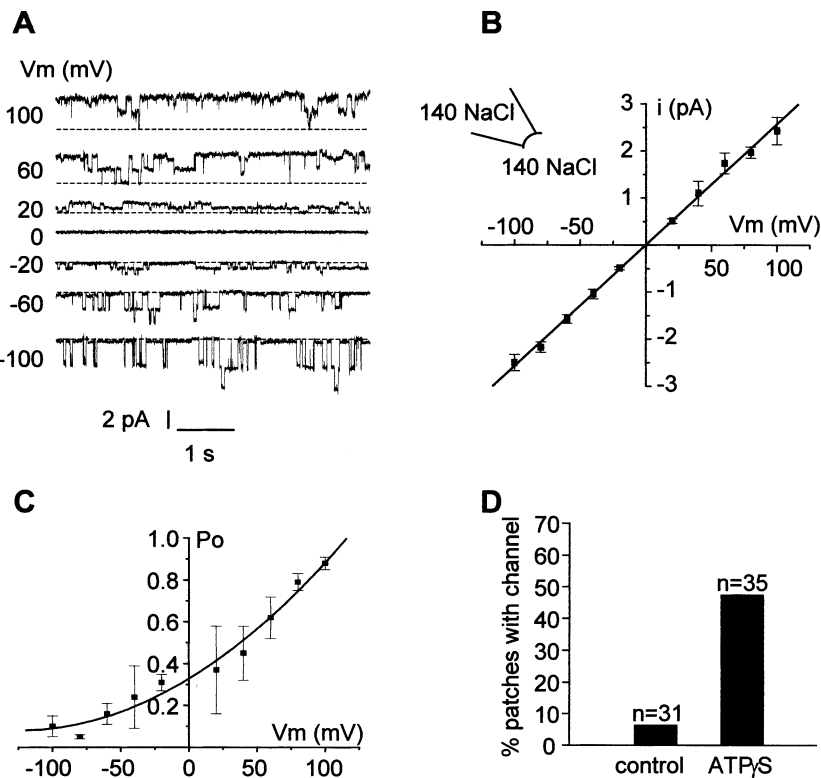 A
Vm (mV)
100
60
20
0
-20
-60
-100
2 pA
1 s
B
140 NaCl
140 NaCl
i (pA)
3
2
1
-100
-50
Vm (mV)
50
100
-1
-2
-3
C
Po
1.0
0.8
0.6
0.4
0.2
Vm (mV)
-100
-50
0
50
100
D
% patches with channel
70
60
50
40
30
20
10
0
n=31
n=35
control
ATPγS